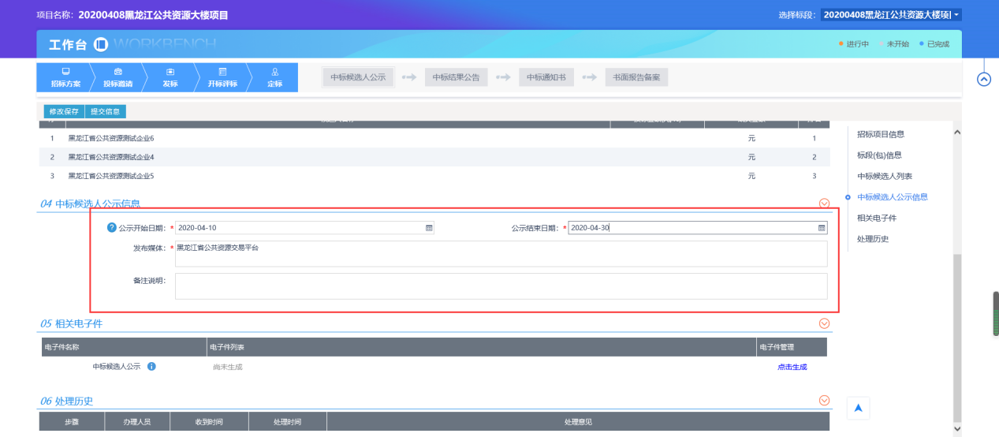 项目名称: 20200408黑龙江公共资源大楼项目
选择标段: 20200408黑龙江公共资源大楼项
工作台 WORKBENCH
进行中 未开始 已完成
招标方案 投标邀请 发标 开标评标 定标
中标候选人公示 中标结果公告 中标通知书 书面报告备案
修改保存 提交信息
1 黑龙江省公共资源测试企业6 元 1
2 黑龙江省公共资源测试企业4 元 2
3 黑龙江省公共资源测试企业5 元 3
04 中标候选人公示信息
公示开始日期: * 2020-04-10 公示结束日期: * 2020-04-30
发布媒体: * 黑龙江省公共资源交易平台
备注说明:
05 相关电子件
电子件名称 电子件列表 电子件管理
中标候选人公示 尚未生成 点击生成
06 处理历史
步骤 办理人员 收到时间 处理时间 处理意见
招标项目信息
标段(包)信息
中标候选人列表
中标候选人公示信息
相关电子件
处理历史